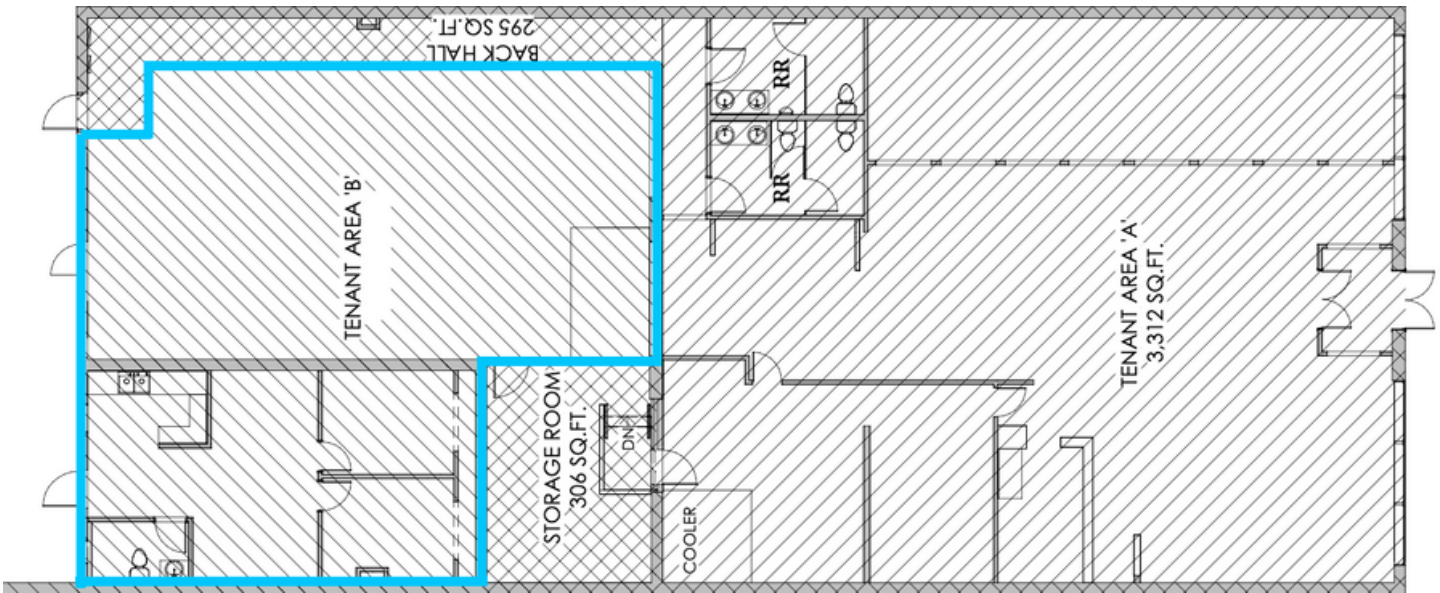 BACK HALL
295 SQ.FT.
RR
RR
TENANT AREA 'B'
TENANT AREA 'A'
3,312 SQ.FT.
STORAGE ROOM
306 SQ.FT.
DN
COOLER